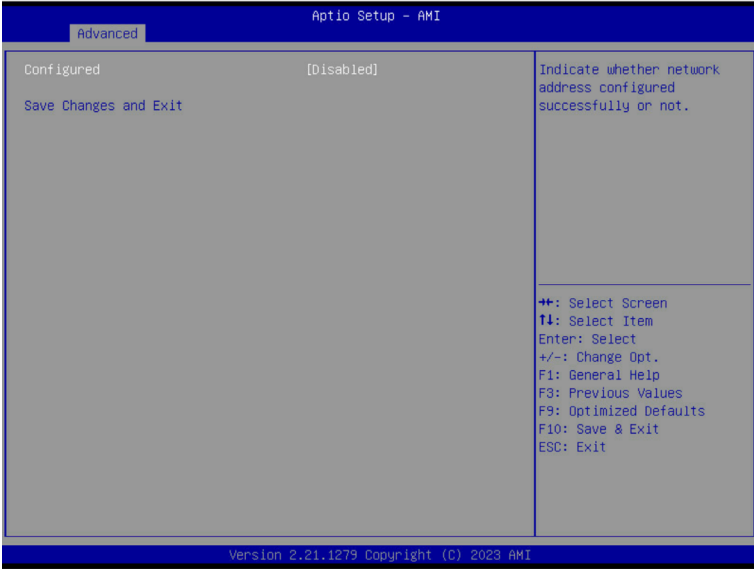 Aptio Setup – AMI
Advanced
Configured [Disabled]
Save Changes and Exit
Indicate whether network
address configured
successfully or not.
→←: Select Screen
↑↓: Select Item
Enter: Select
+/-: Change Opt.
F1: General Help
F3: Previous Values
F9: Optimized Defaults
F10: Save & Exit
ESC: Exit
Version 2.21.1279 Copyright (C) 2023 AMI